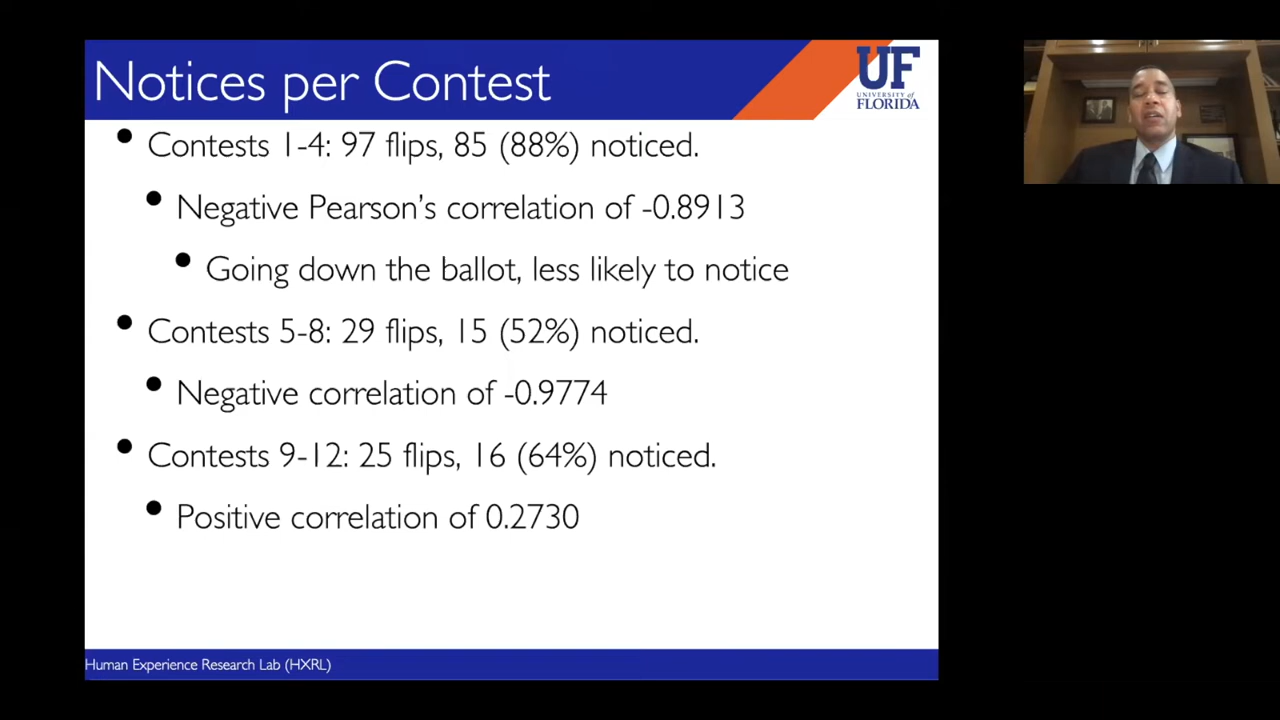 Notices per Contest
UF
UNIVERSITY of
FLORIDA
• Contests 1-4: 97 flips, 85 (88%) noticed.
• Negative Pearson's correlation of -0.8913
• Going down the ballot, less likely to notice
• Contests 5-8: 29 flips, 15 (52%) noticed.
• Negative correlation of -0.9774
• Contests 9-12: 25 flips, 16 (64%) noticed.
• Positive correlation of 0.2730
Human Experience Research Lab (HXRL)